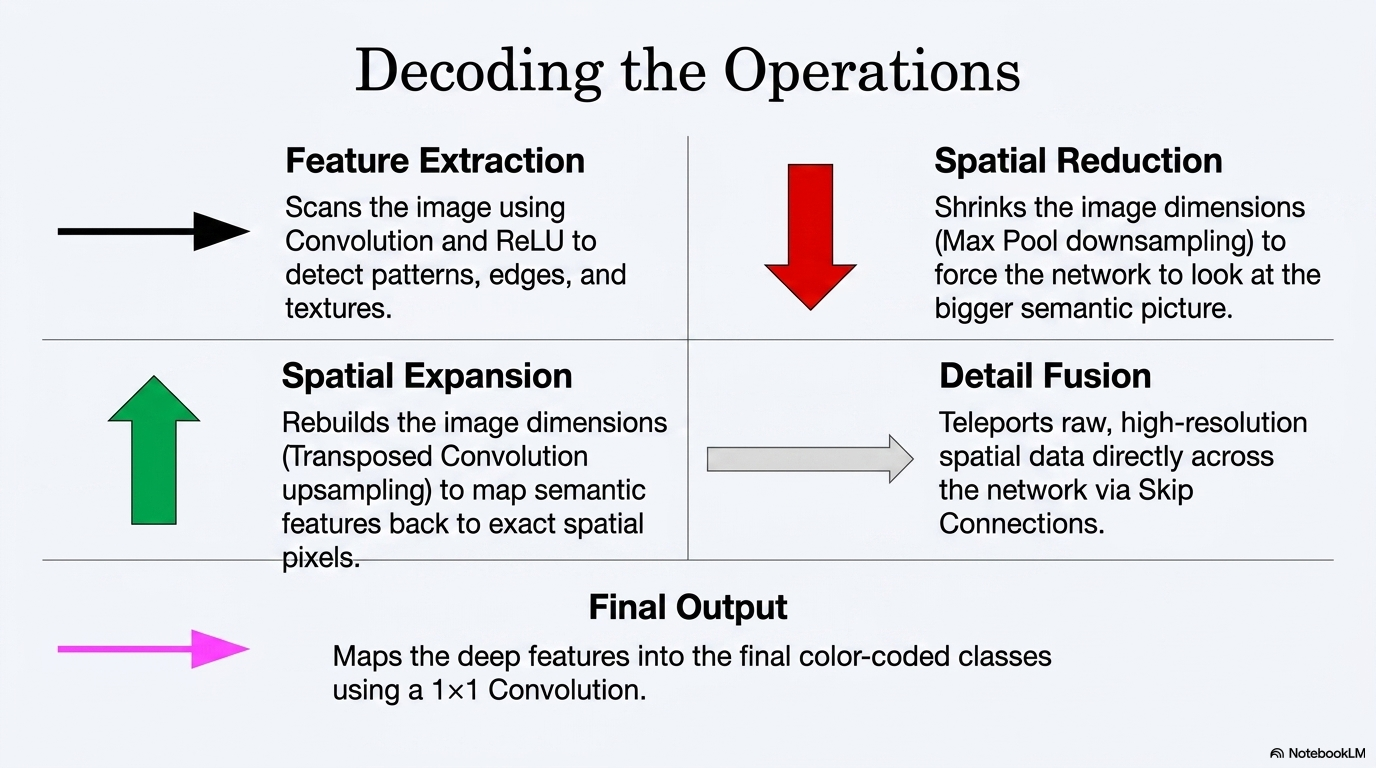 Decoding the Operations
Feature Extraction
Scans the image using
Convolution and ReLU to
detect patterns, edges, and
textures.
Spatial Reduction
Shrinks the image dimensions
(Max Pool downsampling) to
force the network to look at the
bigger semantic picture.
Spatial Expansion
Rebuilds the image dimensions
(Transposed Convolution
upsampling) to map semantic
features back to exact spatial
pixels.
Detail Fusion
Teleports raw, high-resolution
spatial data directly across
the network via Skip
Connections.
Final Output
Maps the deep features into the final color-coded classes
using a 1×1 Convolution.
NotebookLM